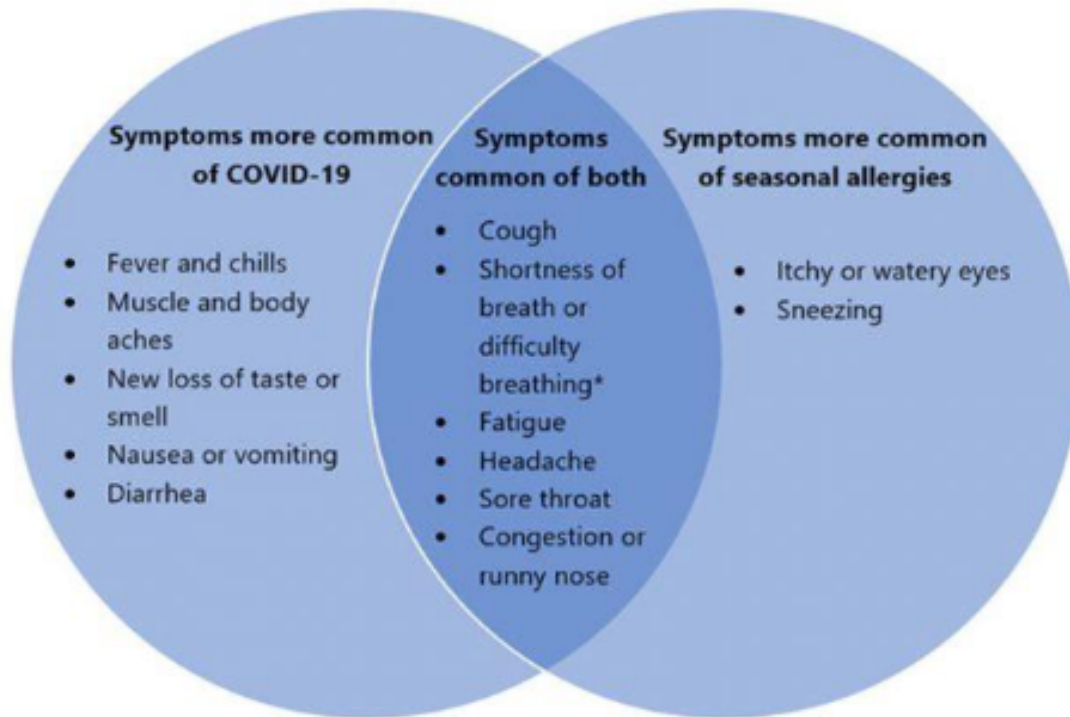 Symptoms more common
of COVID-19
• Fever and chills
• Muscle and body
aches
• New loss of taste or
smell
• Nausea or vomiting
• Diarrhea
Symptoms
common of both
• Cough
• Shortness of
breath or
difficulty
breathing*
• Fatigue
• Headache
• Sore throat
• Congestion or
runny nose
Symptoms more common
of seasonal allergies
• Itchy or watery eyes
• Sneezing